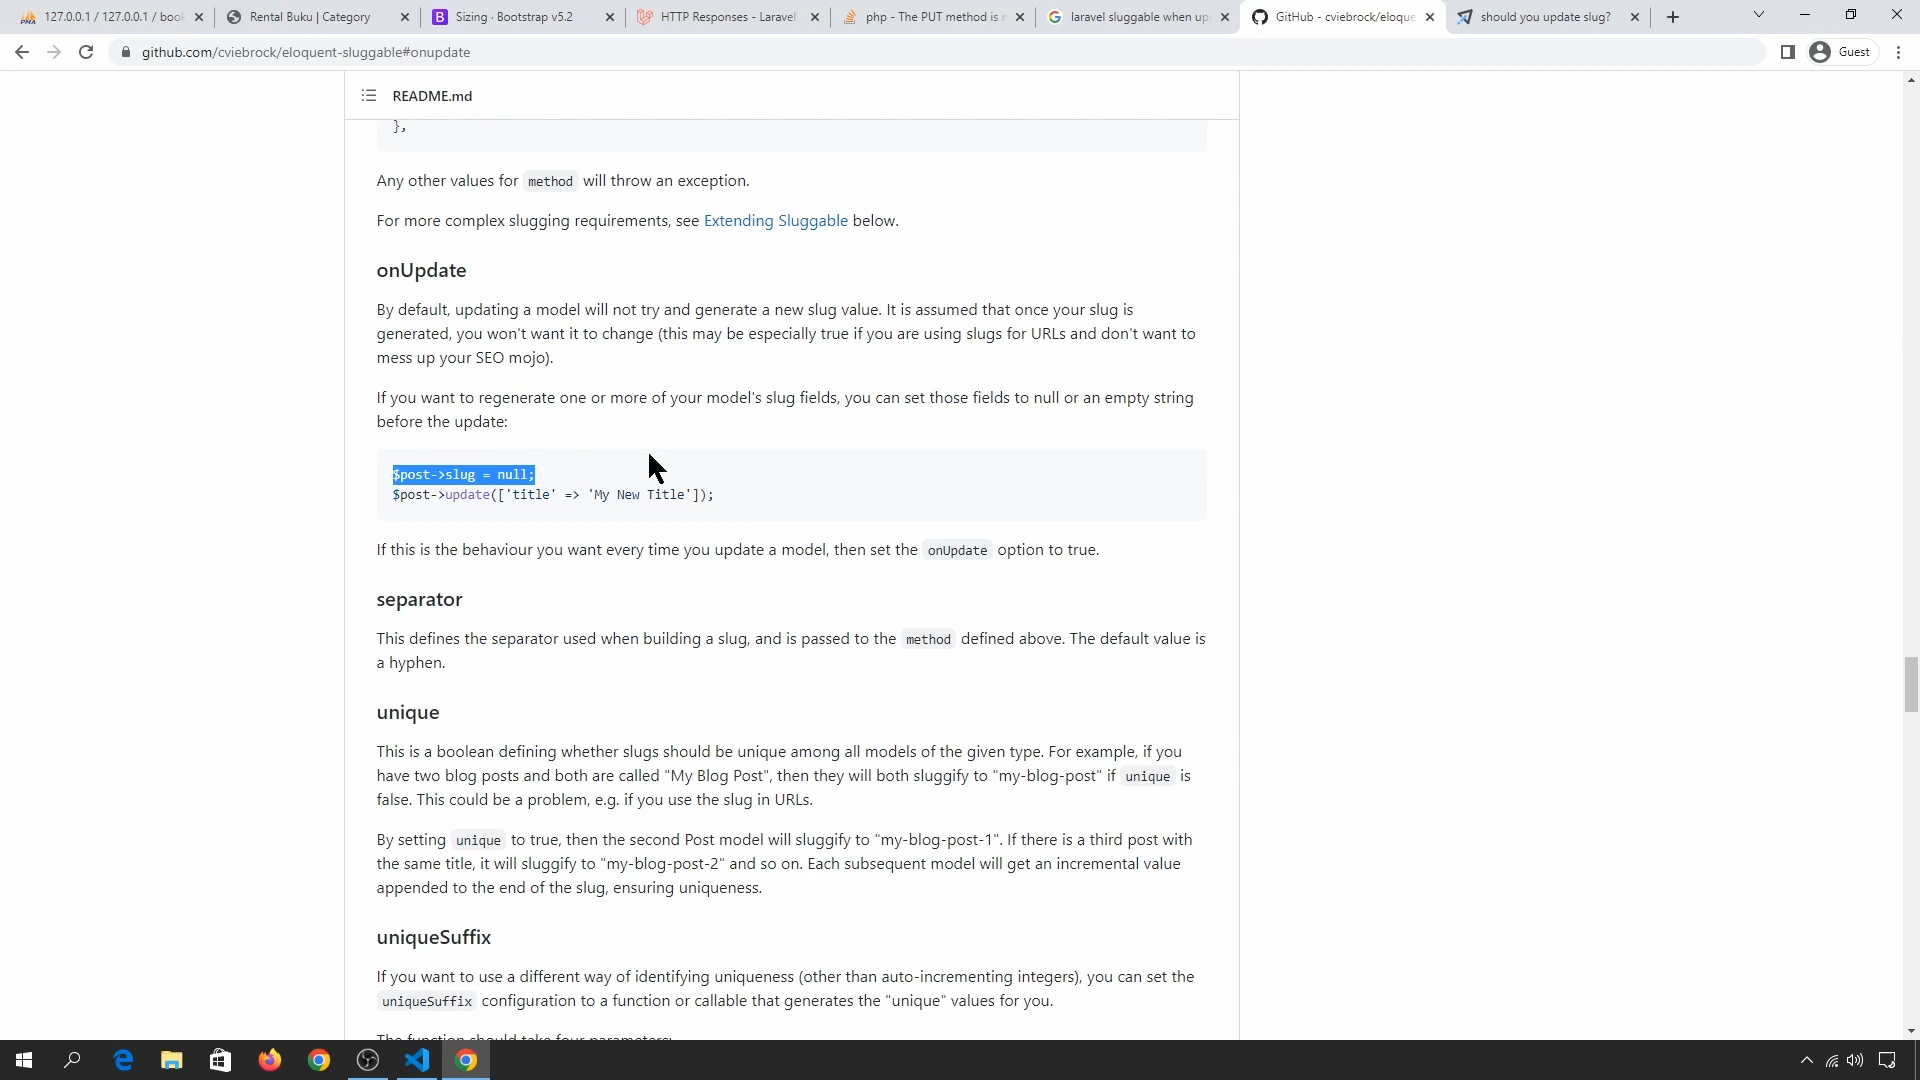 127.0.0.1 / 127.0.0.1 / book
Rental Buku | Category
Sizing · Bootstrap v5.2
HTTP Responses - Laravel
php - The PUT method is n
laravel sluggable when up
GitHub - cviebrock/eloque
should you update slug?
github.com/cviebrock/eloquent-sluggable#onupdate
Guest
README.md
},
Any other values for method will throw an exception.
For more complex slugging requirements, see Extending Sluggable below.
onUpdate
By default, updating a model will not try and generate a new slug value. It is assumed that once your slug is
generated, you won't want it to change (this may be especially true if you are using slugs for URLs and don't want to
mess up your SEO mojo).
If you want to regenerate one or more of your model's slug fields, you can set those fields to null or an empty string
before the update:
$post->slug = null;
$post->update(['title' => 'My New Title']);
If this is the behaviour you want every time you update a model, then set the onUpdate option to true.
separator
This defines the separator used when building a slug, and is passed to the method defined above. The default value is
a hyphen.
unique
This is a boolean defining whether slugs should be unique among all models of the given type. For example, if you
have two blog posts and both are called "My Blog Post", then they will both sluggify to "my-blog-post" if unique is
false. This could be a problem, e.g. if you use the slug in URLs.
By setting unique to true, then the second Post model will sluggify to "my-blog-post-1". If there is a third post with
the same title, it will sluggify to "my-blog-post-2" and so on. Each subsequent model will get an incremental value
appended to the end of the slug, ensuring uniqueness.
uniqueSuffix
If you want to use a different way of identifying uniqueness (other than auto-incrementing integers), you can set the
uniqueSuffix configuration to a function or callable that generates the "unique" values for you.
The function should take four parameters: